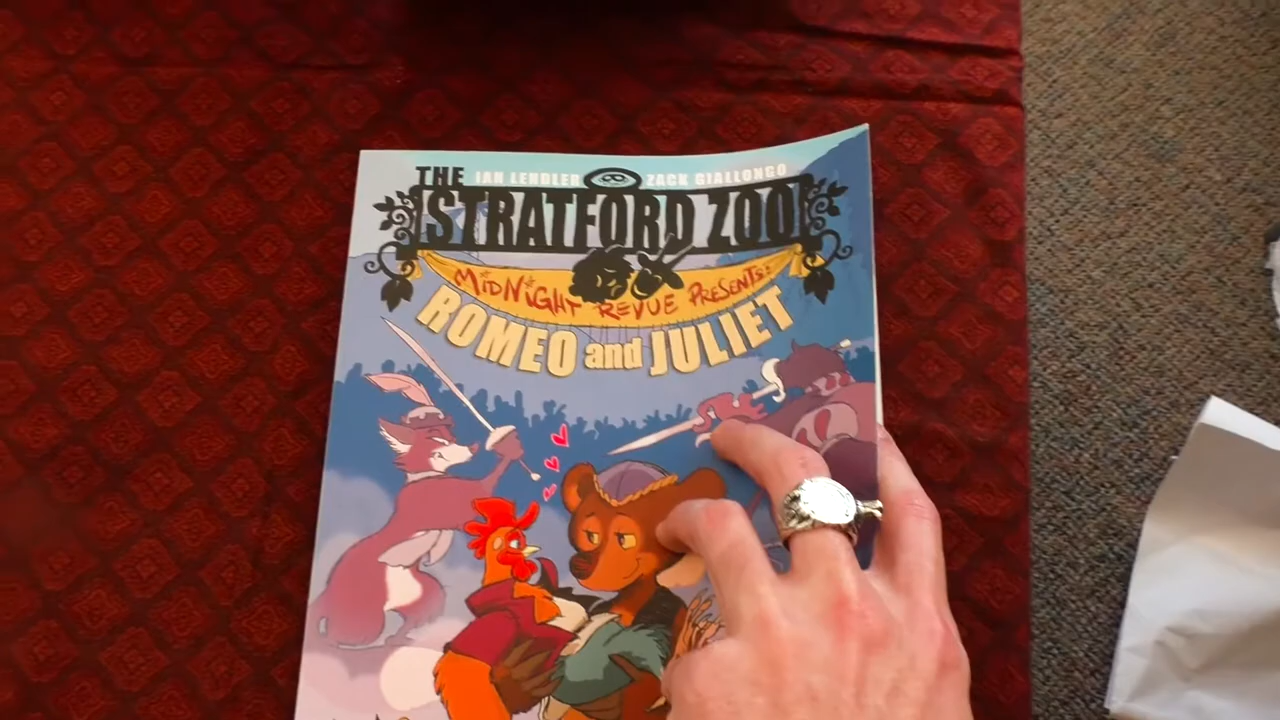 THE IAN LENDLER ZACK GIALLONGO
STRATFORD ZOO
MIDNIGHT REVUE PRESENTS:
ROMEO and JULIET